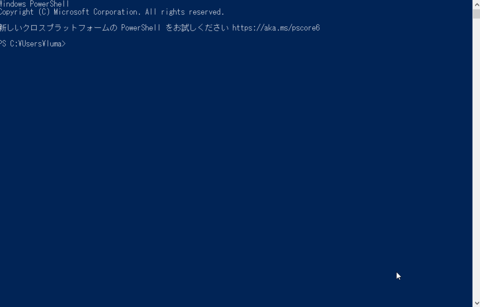 Windows PowerShell
Copyright (C) Microsoft Corporation. All rights reserved.
新しいクロスプラットフォームの PowerShell をお試しください https://aka.ms/pscore6
PS C:¥Users¥luma>